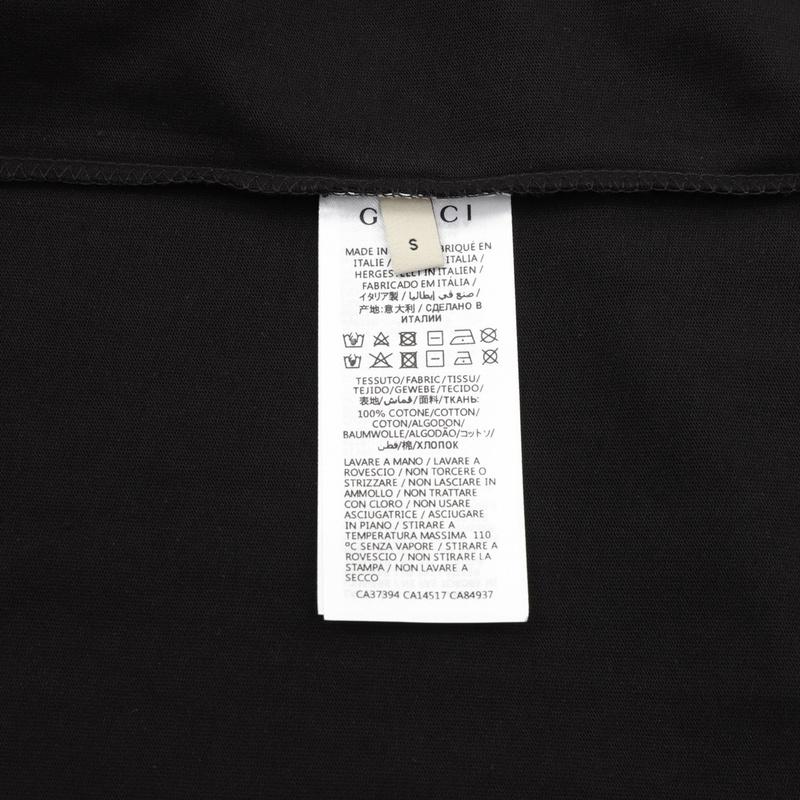 G CI
S
MADE IN BRIQUÉ EN
ITALIE / ITALIA /
HERGESTELLT IN ITALIEN /
FABRICADO EM ITÁLIA /
イタリア製 / صنع في إيطاليا /
产地:意大利 / СДЕЛАНО В
ИТАЛИИ
TESSUTO/FABRIC/TISSU/
TEJIDO/GEWEBE/TECIDO/
表地/قماش/面料/ТКАНЬ:
100% COTONE/COTTON/
COTON/ALGODON/
BAUMWOLLE/ALGODÃO/コットン/
قطن/棉/ХЛОПОК
LAVARE A MANO / LAVARE A
ROVESCIO / NON TORCERE O
STRIZZARE / NON LASCIARE IN
AMMOLLO / NON TRATTARE
CON CLORO / NON USARE
ASCIUGATRICE / ASCIUGARE
IN PIANO / STIRARE A
TEMPERATURA MASSIMA 110
°C SENZA VAPORE / STIRARE A
ROVESCIO / NON STIRARE LA
STAMPA / NON LAVARE A
SECCO
CA37394 CA14517 CA84937